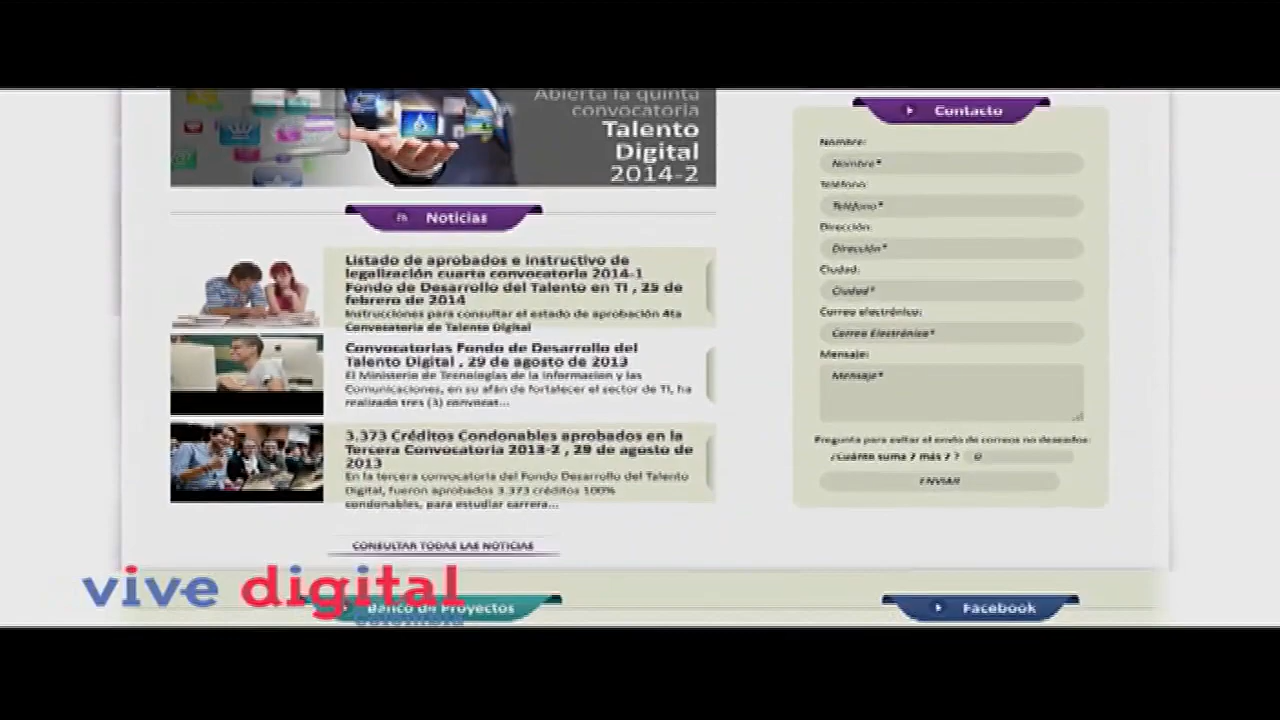 Abierta la quinta
convocatoria
Talento
Digital
2014-2
Noticias
Listado de aprobados e instructivo de
legalización cuarta convocatoria 2014-1
Fondo de Desarrollo del Talento en TI , 25 de
febrero de 2014
Instrucciones para consultar el estado de aprobación 4ta
Convocatoria de Talento Digital
Convocatorias Fondo de Desarrollo del
Talento Digital , 29 de agosto de 2013
El Ministerio de Tecnologías de la Informacion y las
Comunicaciones, en su afán de fortalecer el sector de TI, ha
realizado tres (3) convocat...
3.373 Créditos Condonables aprobados en la
Tercera Convocatoria 2013-2 , 29 de agosto de
2013
En la tercera convocatoria del Fondo Desarrollo del Talento
Digital, fueron aprobados 3.373 créditos 100%
condonables, para estudiar carrera...
CONSULTAR TODAS LAS NOTICIAS
Contacto
Nombre:
Nombre*
Teléfono:
Teléfono*
Dirección:
Dirección*
Ciudad:
Ciudad*
Correo electrónico:
Correo Electrónico*
Mensaje:
Mensaje*
Pregunta para evitar el envío de correos no deseados:
¿Cuánto suma 7 más 7 ?
ENVIAR
vive digital
colombia
Banco de Proyectos
Facebook